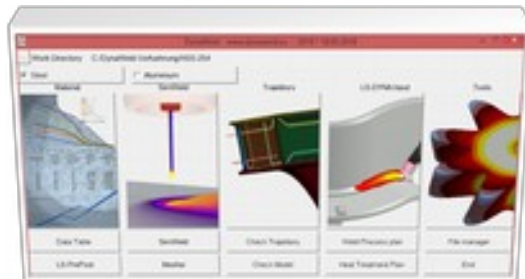 DynaWeld
Work Directory
Steel
Aluminium
Material SimWeld Trajectory LS-DYNA Input Tools
Data Table SimWeld Check Trajectory Weld Process plan File manager
LS-PrePost Mesher Check Model Heat Treatment Plan End